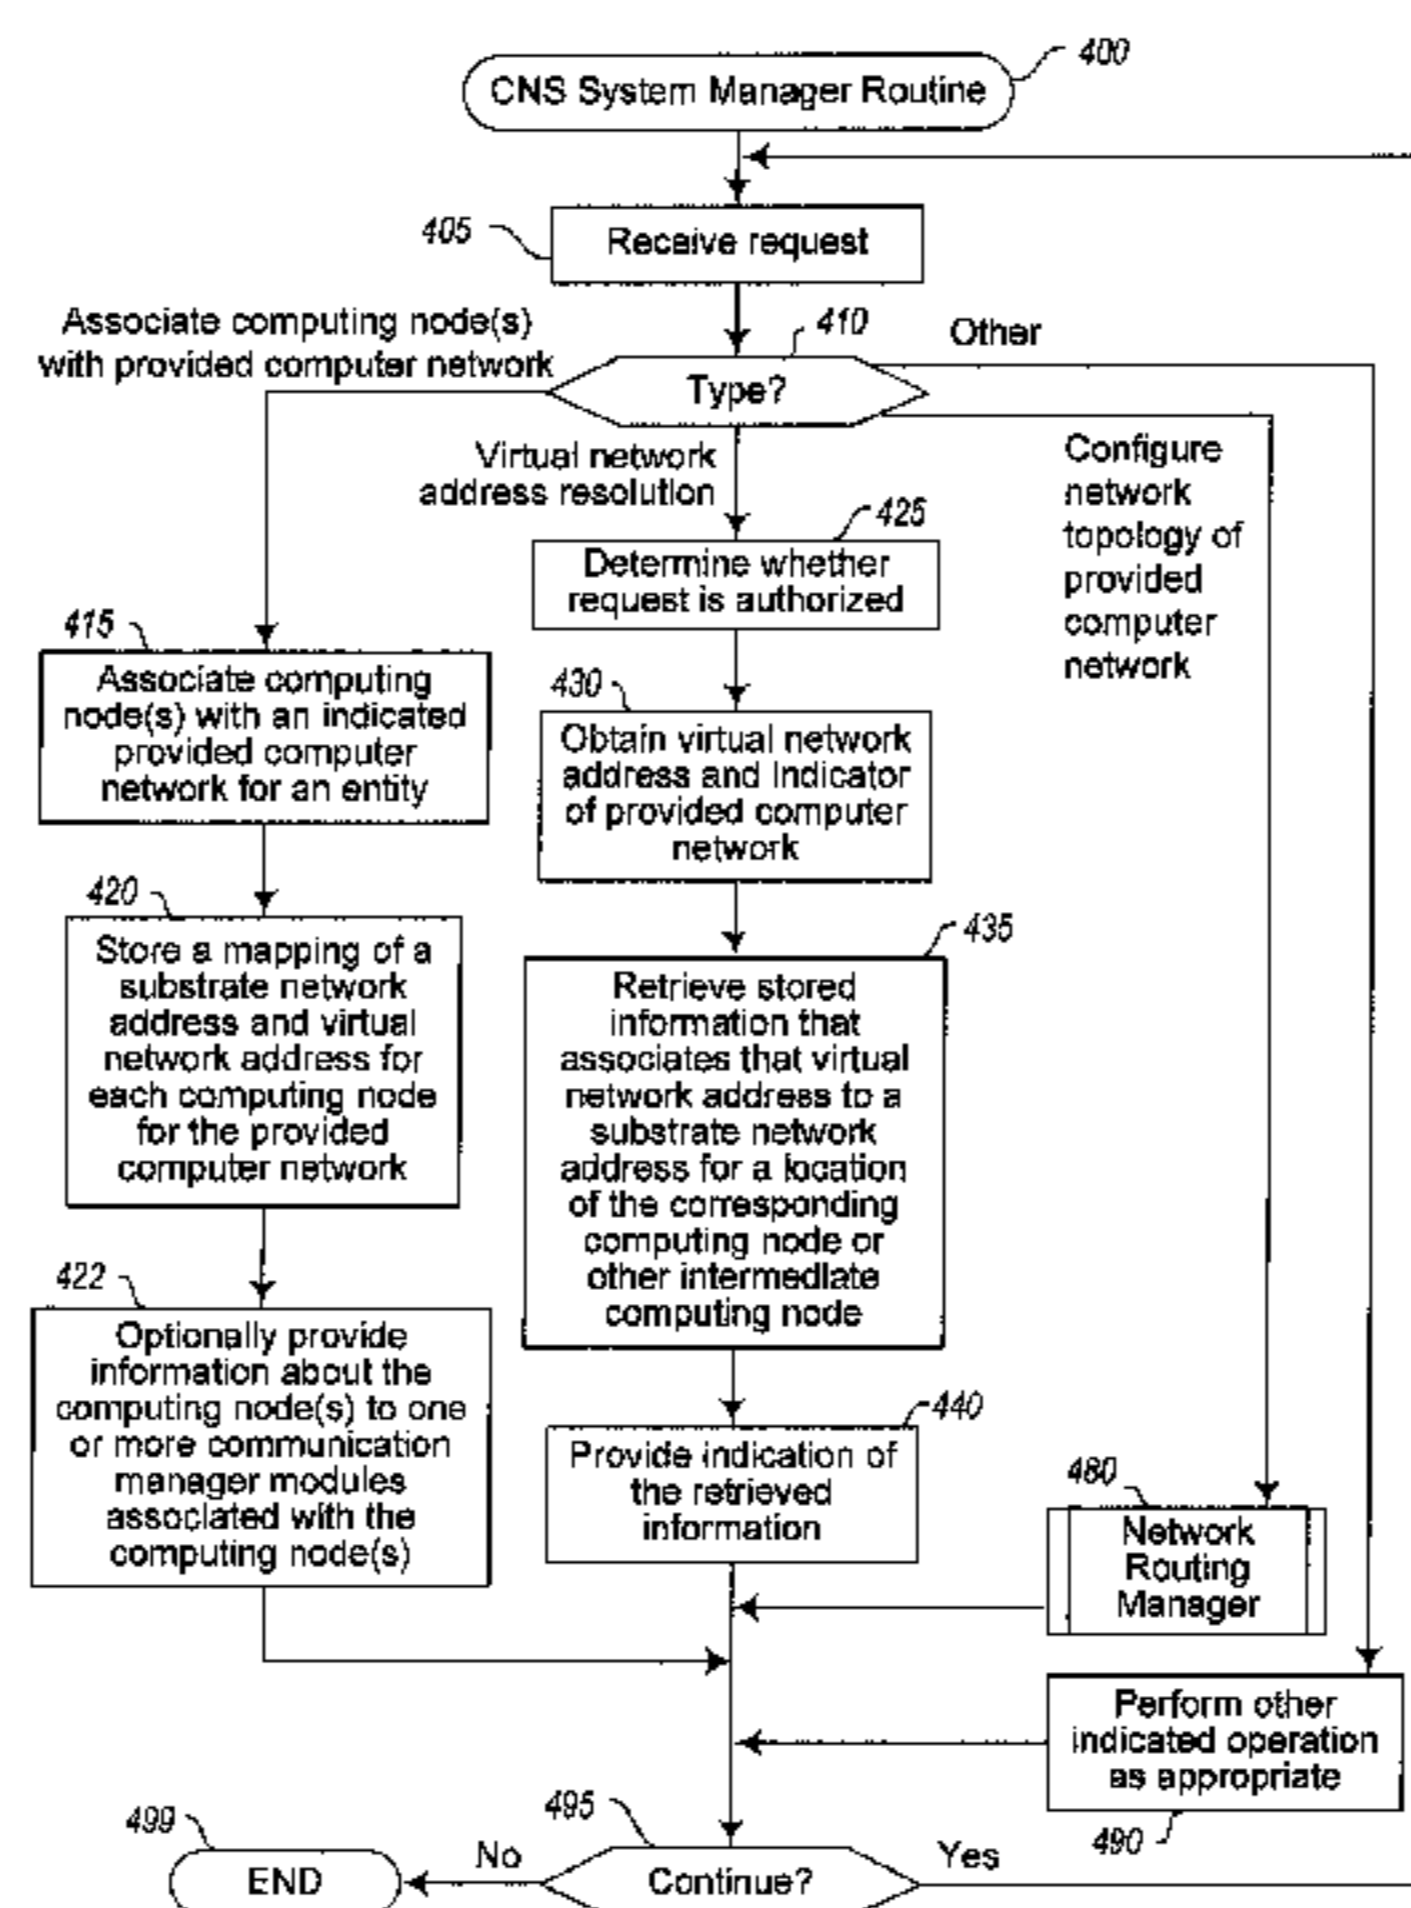 400
CNS System Manager Routine
405
Receive request
Associate computing node(s)
with provided computer network
410
Other
Type?
Virtual network
address resolution
Configure
network
topology of
provided
computer
network
425
Determine whether
request is authorized
415
Associate computing
node(s) with an indicated
provided computer
network for an entity
430
Obtain virtual network
address and indicator
of provided computer
network
420
Store a mapping of a
substrate network
address and virtual
network address for
each computing node
for the provided
computer network
435
Retrieve stored
information that
associates that virtual
network address to a
substrate network
address for a location
of the corresponding
computing node or
other intermediate
computing node
422
Optionally provide
information about the
computing node(s) to one
or more communication
manager modules
associated with the
computing node(s)
440
Provide indication of
the retrieved
information
480
Network
Routing
Manager
Perform other
indicated operation
as appropriate
490
495
Continue?
No
Yes
499
END